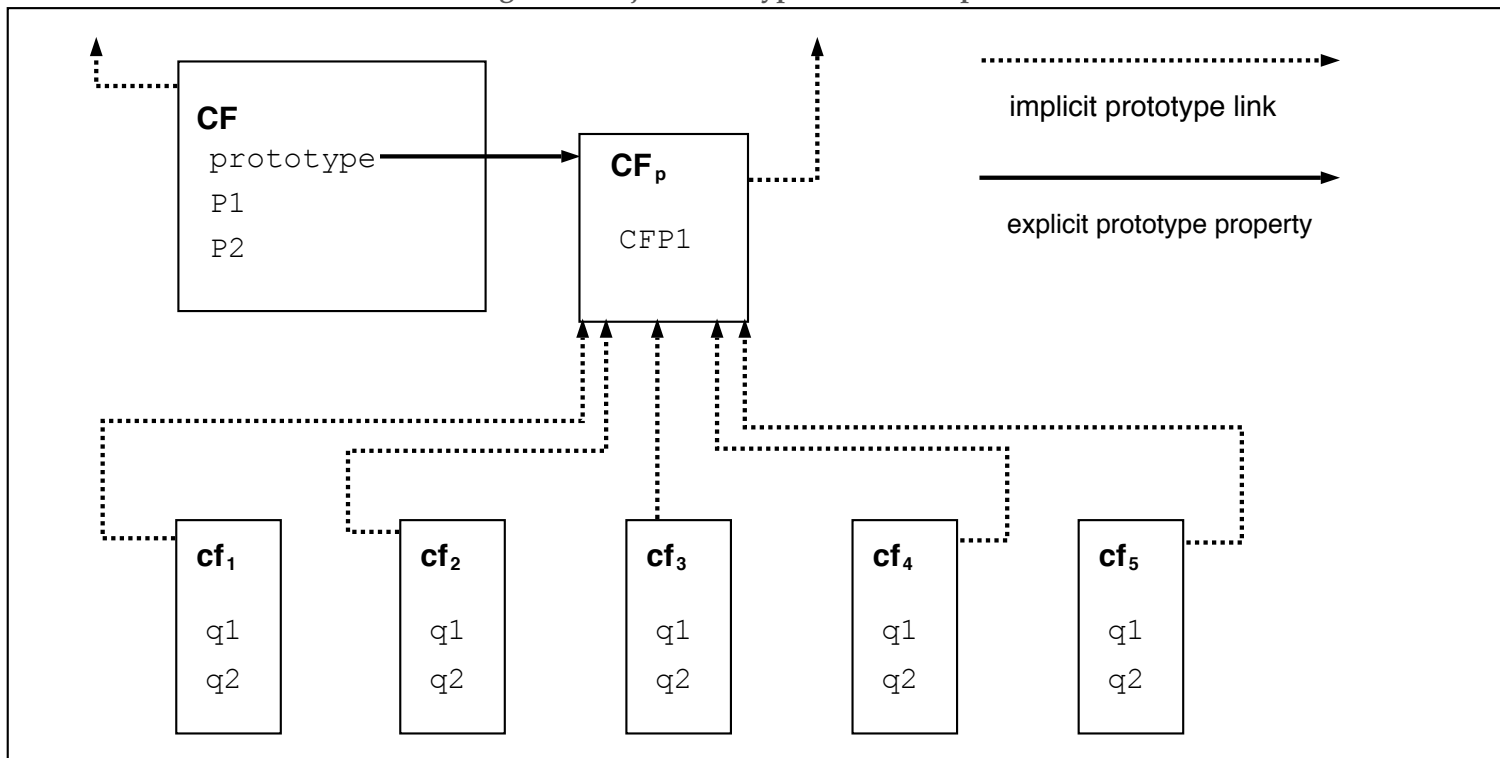 CF
prototype
P1
P2
CFp
CFP1
implicit prototype link
explicit prototype property
cf1
q1
q2
cf2
q1
q2
cf3
q1
q2
cf4
q1
q2
cf5
q1
q2